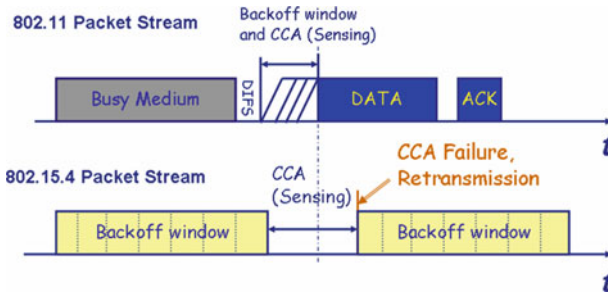 802.11 Packet Stream
Backoff window
and CCA (Sensing)
Busy Medium
DIFS
DATA
ACK
t
802.15.4 Packet Stream
CCA
(Sensing)
CCA Failure,
Retransmission
Backoff window
Backoff window
t